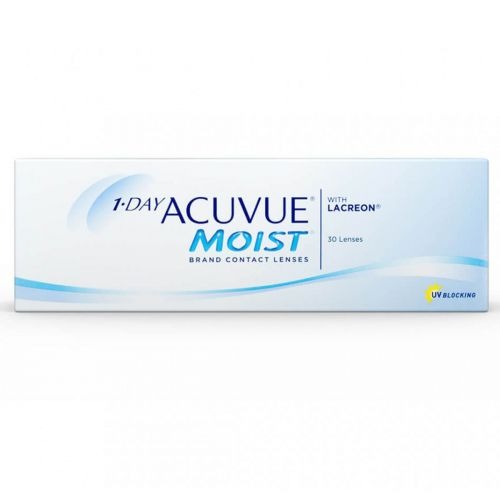 1·DAY ACUVUE®
MOIST®
BRAND CONTACT LENSES
WITH
LACREON®
30 Lenses
UV BLOCKING